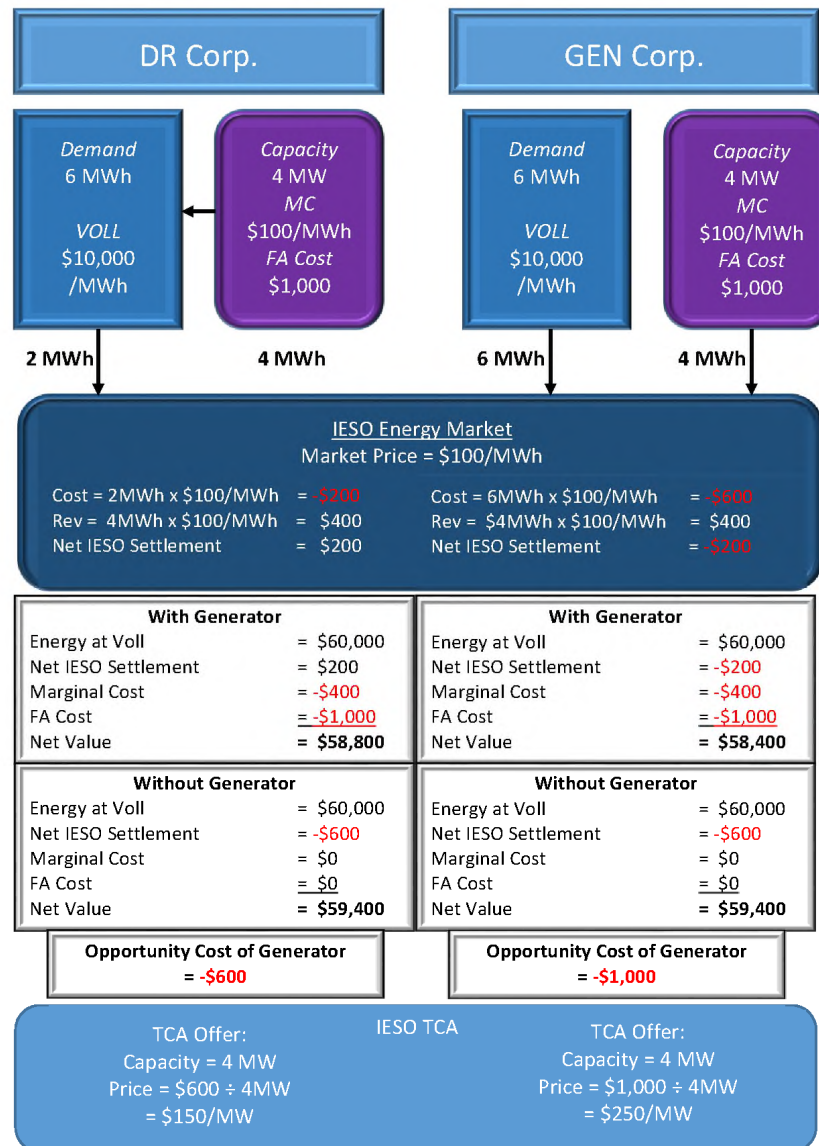 DR Corp.
GEN Corp.
Demand
6 MWh
VOLL
$10,000
/MWh
Capacity
4 MW
MC
$100/MWh
FA Cost
$1,000
Demand
6 MWh
VOLL
$10,000
/MWh
Capacity
4 MW
MC
$100/MWh
FA Cost
$1,000
2 MWh
4 MWh
6 MWh
4 MWh
IESO Energy Market
Market Price = $100/MWh
Cost = 2MWh x $100/MWh = -$200
Rev = 4MWh x $100/MWh = $400
Net IESO Settlement = $200
Cost = 6MWh x $100/MWh = -$600
Rev = $4MWh x $100/MWh = $400
Net IESO Settlement = -$200
With Generator
Energy at Voll = $60,000
Net IESO Settlement = $200
Marginal Cost = -$400
FA Cost = -$1,000
Net Value = $58,800
With Generator
Energy at Voll = $60,000
Net IESO Settlement = -$200
Marginal Cost = -$400
FA Cost = -$1,000
Net Value = $58,400
Without Generator
Energy at Voll = $60,000
Net IESO Settlement = -$600
Marginal Cost = $0
FA Cost = $0
Net Value = $59,400
Without Generator
Energy at Voll = $60,000
Net IESO Settlement = -$600
Marginal Cost = $0
FA Cost = $0
Net Value = $59,400
Opportunity Cost of Generator
= -$600
Opportunity Cost of Generator
= -$1,000
IESO TCA
TCA Offer:
Capacity = 4 MW
Price = $600 ÷ 4MW
= $150/MW
TCA Offer:
Capacity = 4 MW
Price = $1,000 ÷ 4MW
= $250/MW